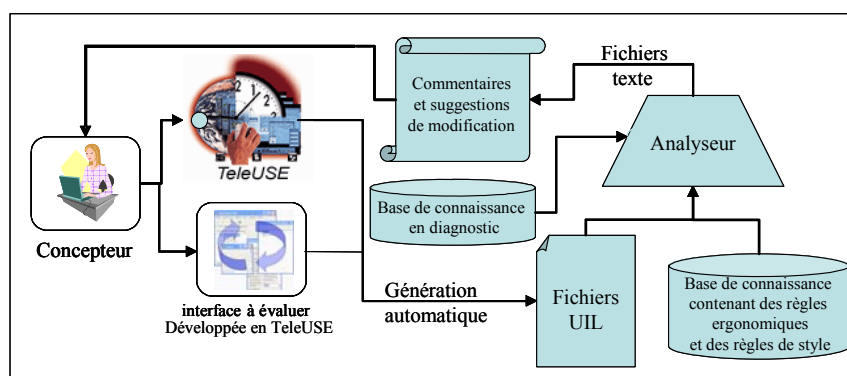 Fichiers
texte
Commentaires
et suggestions
de modification
Analyseur
TeleUSE
Base de connaissance
en diagnostic
Concepteur
interface à évaluer
Développée en TeleUSE
Génération
automatique
Fichiers
UIL
Base de connaissance
contenant des règles
ergonomiques
et des règles de style